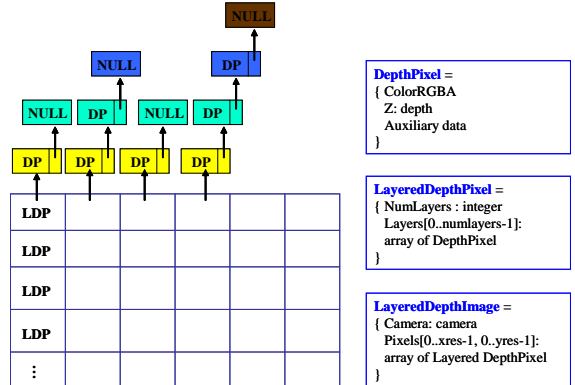 NULL
NULL DP
NULL DP NULL DP
DP DP DP DP
LDP
LDP
LDP
LDP
⋮
DepthPixel =
{ ColorRGBA
Z: depth
Auxiliary data
}
LayeredDepthPixel =
{ NumLayers : integer
Layers[0..numlayers-1]:
array of DepthPixel
}
LayeredDepthImage =
{ Camera: camera
Pixels[0..xres-1, 0..yres-1]:
array of Layered DepthPixel
}